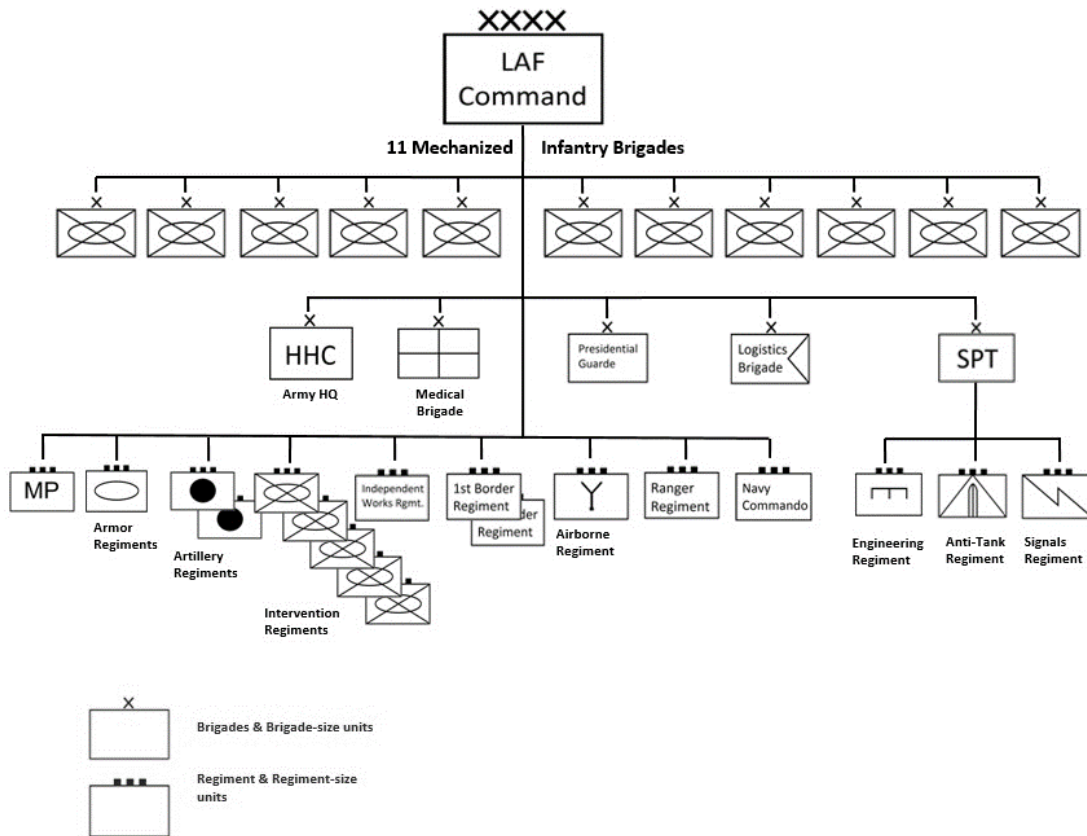 XXXX
LAF
Command
11 Mechanized Infantry Brigades
X X X X X X X X X X X
X X X X X
HHC
Presidential
Guarde
Logistics
Brigade
SPT
Army HQ
Medical
Brigade
MP
Independent
Works Rgmt.
1st Border
Regiment
Regiment
Ranger
Regiment
Navy
Commando
Armor
Regiments
Artillery
Regiments
Intervention
Regiments
Airborne
Regiment
Engineering
Regiment
Anti-Tank
Regiment
Signals
Regiment
X
Brigades & Brigade-size units
Regiment & Regiment-size
units